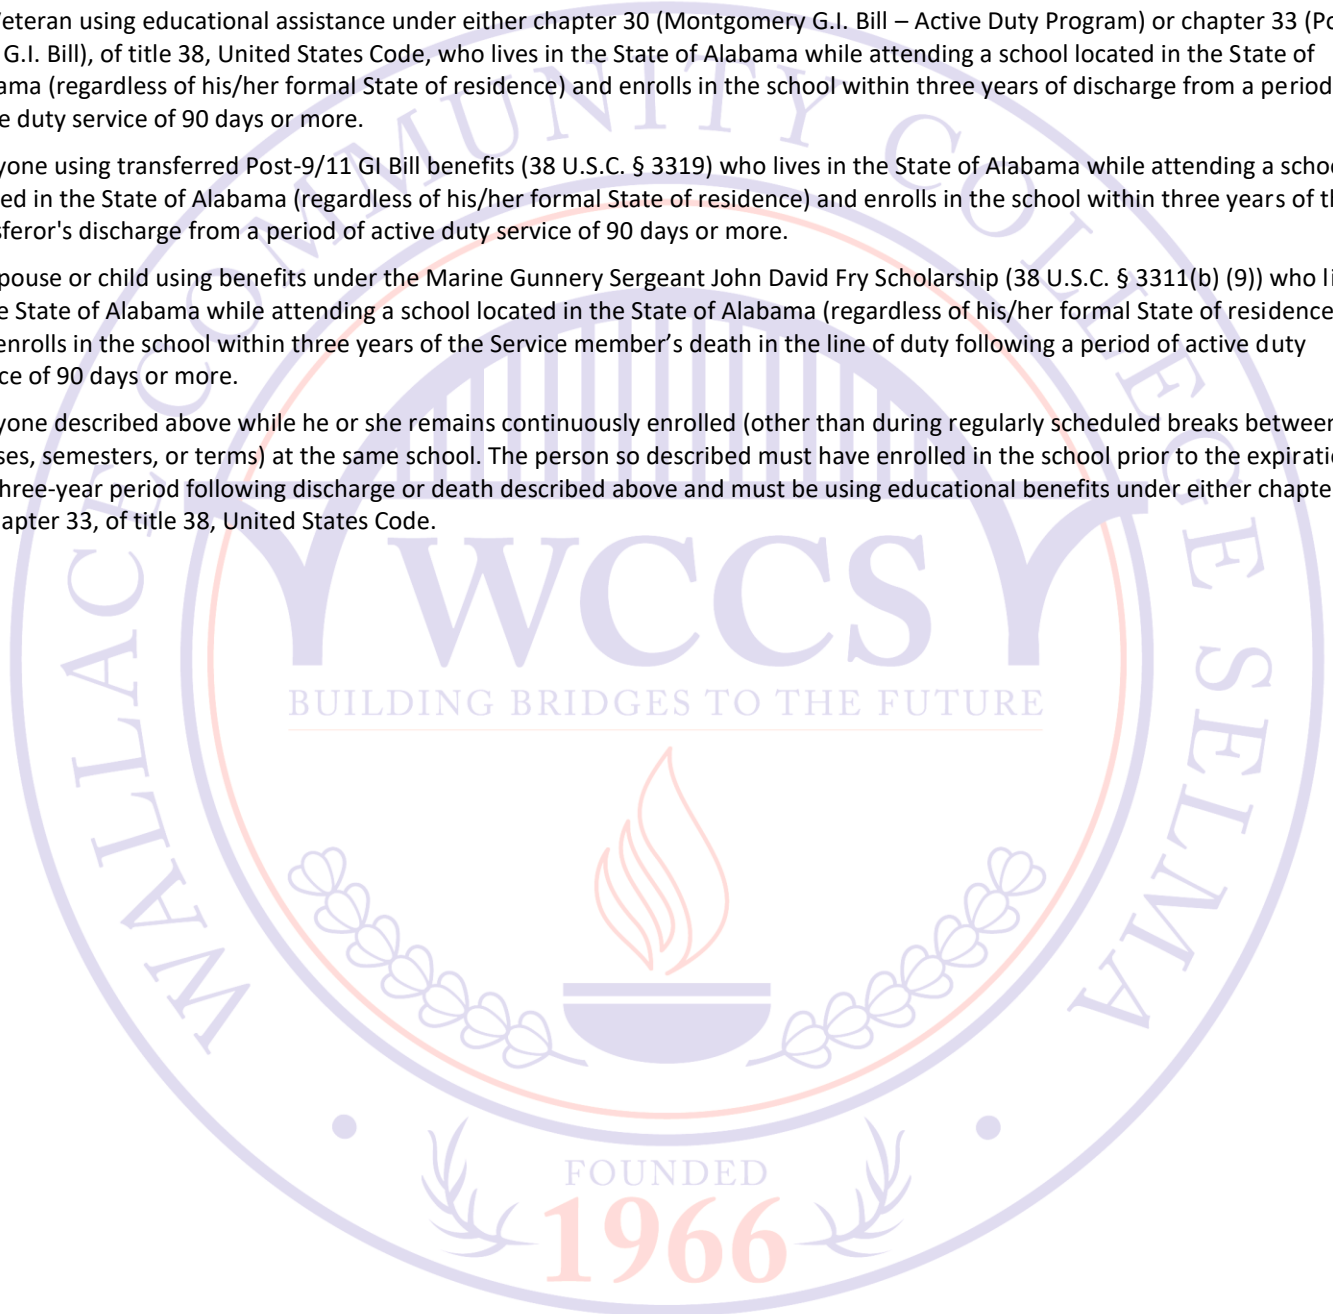 eteran using educational assistance under either chapter 30 (Montgomery G.I. Bill – Active Duty Program) or chapter 33 (Po
G.I. Bill), of title 38, United States Code, who lives in the State of Alabama while attending a school located in the State of
ama (regardless of his/her formal State of residence) and enrolls in the school within three years of discharge from a period
e duty service of 90 days or more.
yone using transferred Post-9/11 GI Bill benefits (38 U.S.C. § 3319) who lives in the State of Alabama while attending a schoo
ed in the State of Alabama (regardless of his/her formal State of residence) and enrolls in the school within three years of th
sferor's discharge from a period of active duty service of 90 days or more.
pouse or child using benefits under the Marine Gunnery Sergeant John David Fry Scholarship (38 U.S.C. § 3311(b) (9)) who li
e State of Alabama while attending a school located in the State of Alabama (regardless of his/her formal State of residence
enrolls in the school within three years of the Service member’s death in the line of duty following a period of active duty
ce of 90 days or more.
yone described above while he or she remains continuously enrolled (other than during regularly scheduled breaks between
ses, semesters, or terms) at the same school. The person so described must have enrolled in the school prior to the expiratio
hree-year period following discharge or death described above and must be using educational benefits under either chapte
apter 33, of title 38, United States Code.
WALLACE COMMUNITY COLLEGE SELMA
WCCS
BUILDING BRIDGES TO THE FUTURE
FOUNDED
1966